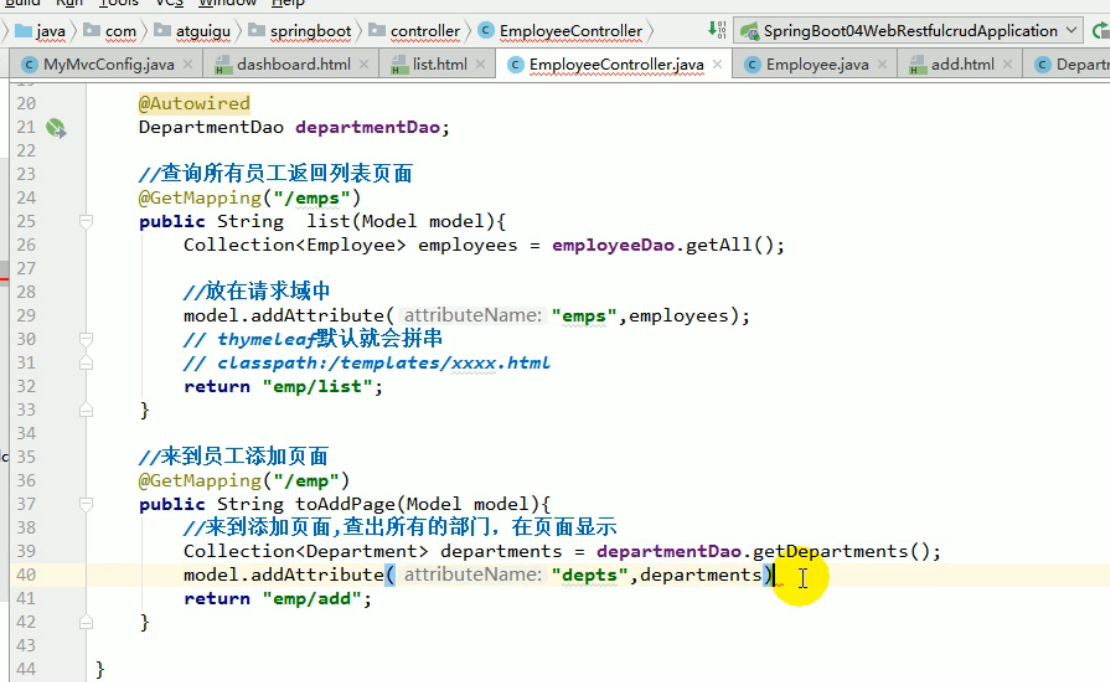 Build Run Tools VCS Window Help
java com atguigu springboot controller EmployeeController SpringBoot04WebRestfulcrudApplication
MyMvcConfig.java dashboard.html list.html EmployeeController.java Employee.java add.html Departm
20 @Autowired
21 DepartmentDao departmentDao;
22
23 //查询所有员工返回列表页面
24 @GetMapping("/emps")
25 public String list(Model model){
26 Collection<Employee> employees = employeeDao.getAll();
27
28 //放在请求域中
29 model.addAttribute( attributeName: "emps",employees);
30 // thymeleaf默认就会拼串
31 // classpath:/templates/xxxx.html
32 return "emp/list";
33 }
34
35 //来到员工添加页面
36 @GetMapping("/emp")
37 public String toAddPage(Model model){
38 //来到添加页面,查出所有的部门，在页面显示
39 Collection<Department> departments = departmentDao.getDepartments();
40 model.addAttribute( attributeName: "depts",departments)
41 return "emp/add";
42 }
43
44 }